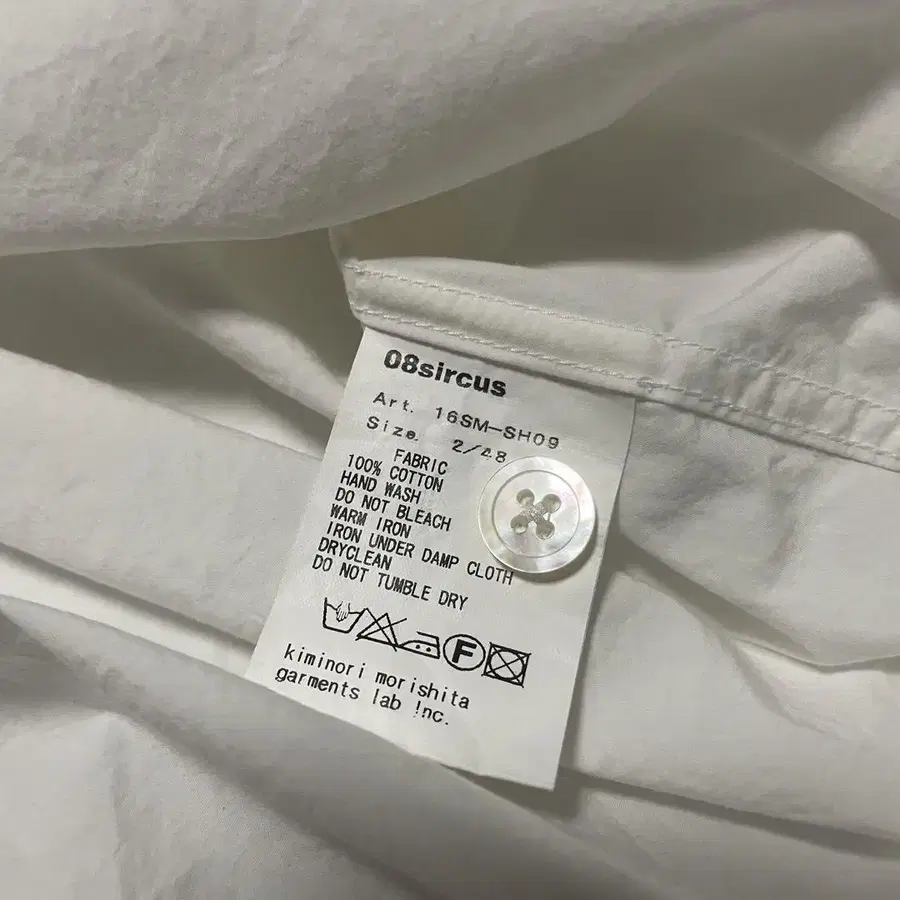 08sircus
Art. 16SM-SH09
Size. 2/48
FABRIC
100% COTTON
HAND WASH
DO NOT BLEACH
WARM IRON
IRON UNDER DAMP CLOTH
DRYCLEAN
DO NOT TUMBLE DRY
F
kiminori morishita
garments lab inc.